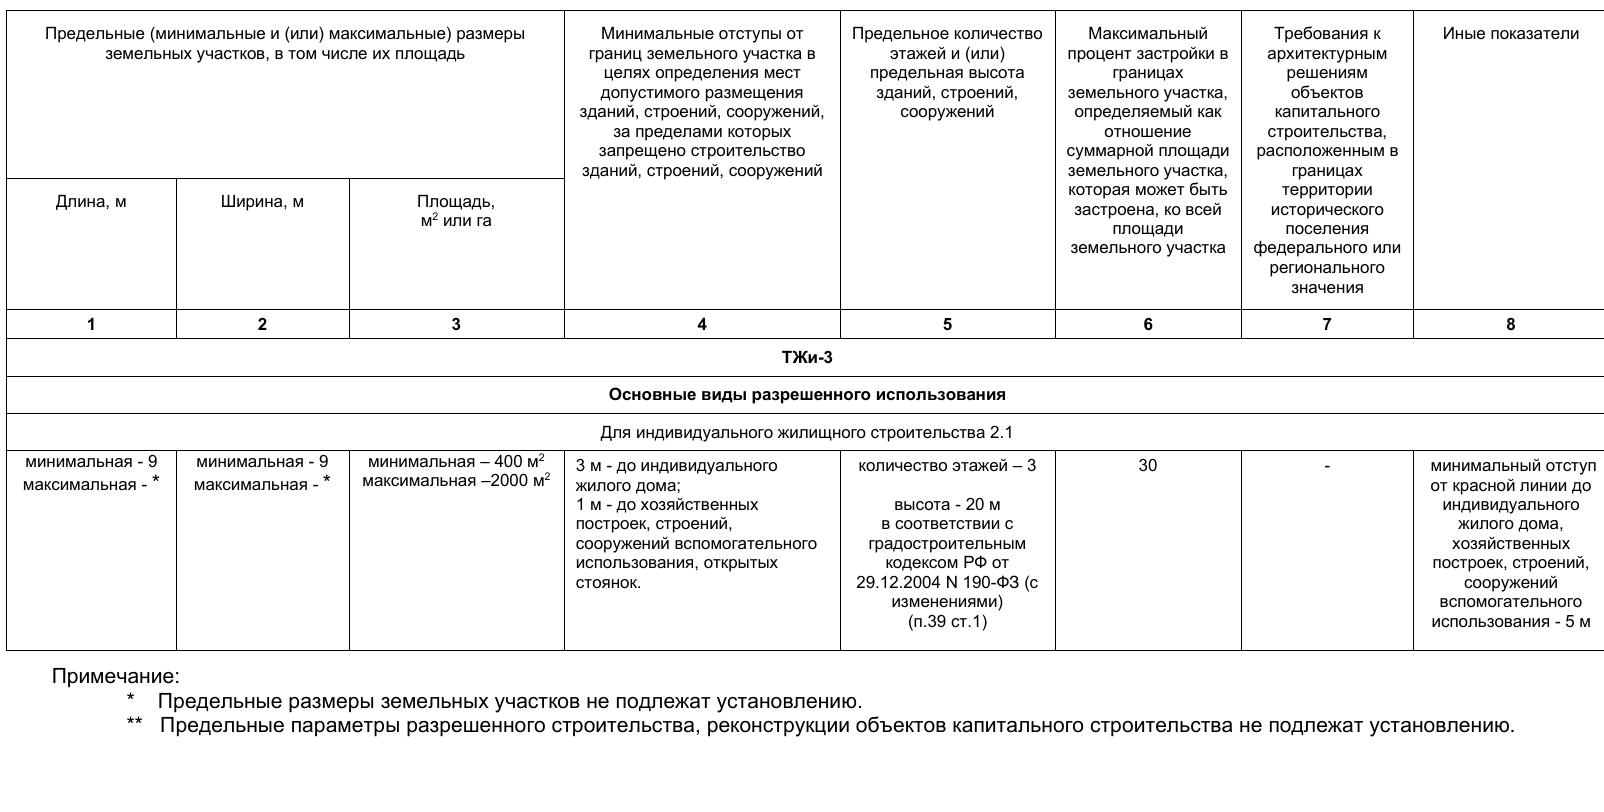 Предельные (минимальные и (или) максимальные) размеры
земельных участков, в том числе их площадь
Минимальные отступы от
границ земельного участка в
целях определения мест
допустимого размещения
зданий, строений, сооружений,
за пределами которых
запрещено строительство
зданий, строений, сооружений
Предельное количество
этажей и (или)
предельная высота
зданий, строений,
сооружений
Максимальный
процент застройки в
границах
земельного участка,
определяемый как
отношение
суммарной площади
земельного участка,
которая может быть
застроена, ко всей
площади
земельного участка
Требования к
архитектурным
решениям
объектов
капитального
строительства,
расположенным в
границах
территории
исторического
поселения
федерального или
регионального
значения
Иные показатели
Длина, м
Ширина, м
Площадь,
м² или га
1
2
3
4
5
6
7
8
ТЖи-3
Основные виды разрешенного использования
Для индивидуального жилищного строительства 2.1
минимальная - 9
максимальная - *
минимальная - 9
максимальная - *
минимальная – 400 м²
максимальная –2000 м²
3 м - до индивидуального
жилого дома;
1 м - до хозяйственных
построек, строений,
сооружений вспомогательного
использования, открытых
стоянок.
количество этажей – 3
высота - 20 м
в соответствии с
градостроительным
кодексом РФ от
29.12.2004 N 190-ФЗ (с
изменениями)
(п.39 ст.1)
30
-
минимальный отступ
от красной линии до
индивидуального
жилого дома,
хозяйственных
построек, строений,
сооружений
вспомогательного
использования - 5 м
Примечание:
* Предельные размеры земельных участков не подлежат установлению.
** Предельные параметры разрешенного строительства, реконструкции объектов капитального строительства не подлежат установлению.